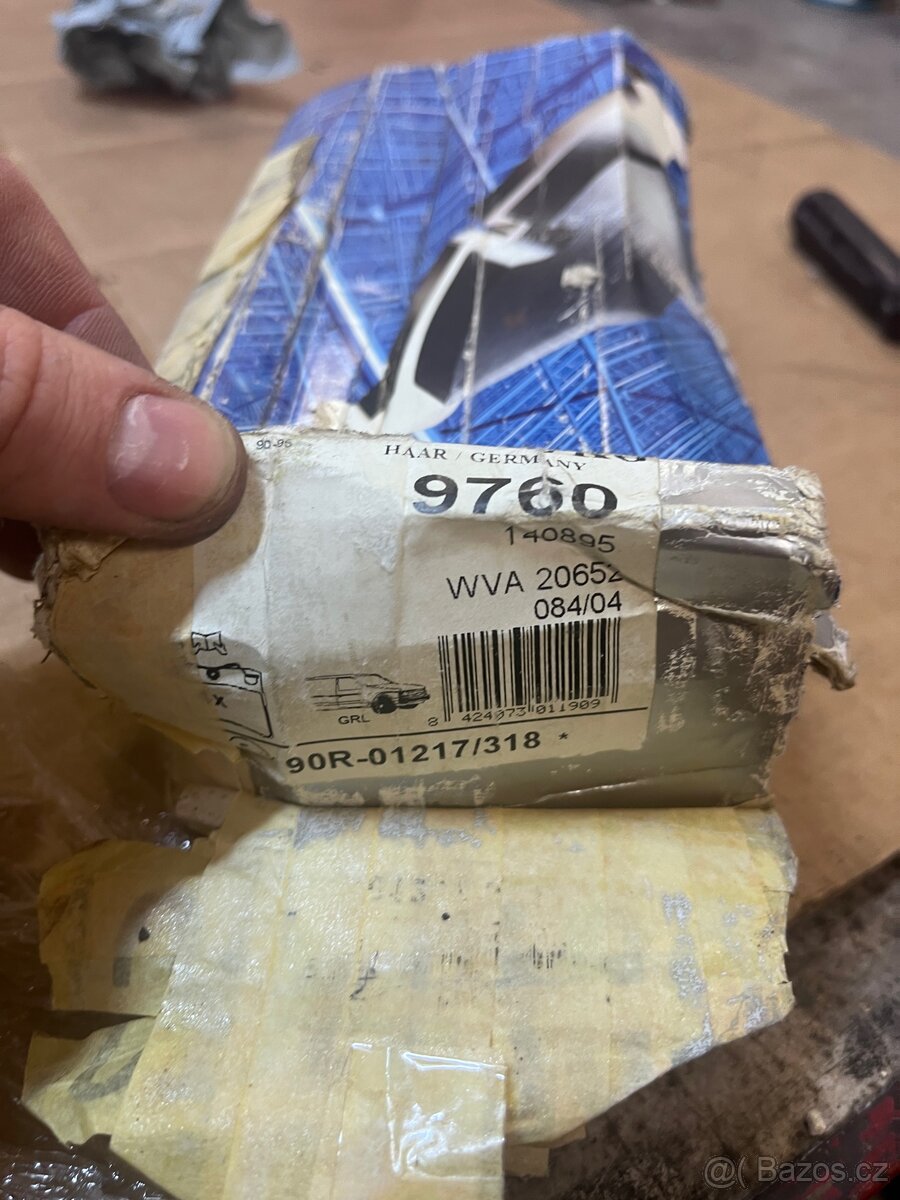 90-95
HAAR / GERMANY
9760
140895
WVA 20652
084/04
X
GRL
8 424073 011909
90R-01217/318 *
@( Bazos.cz